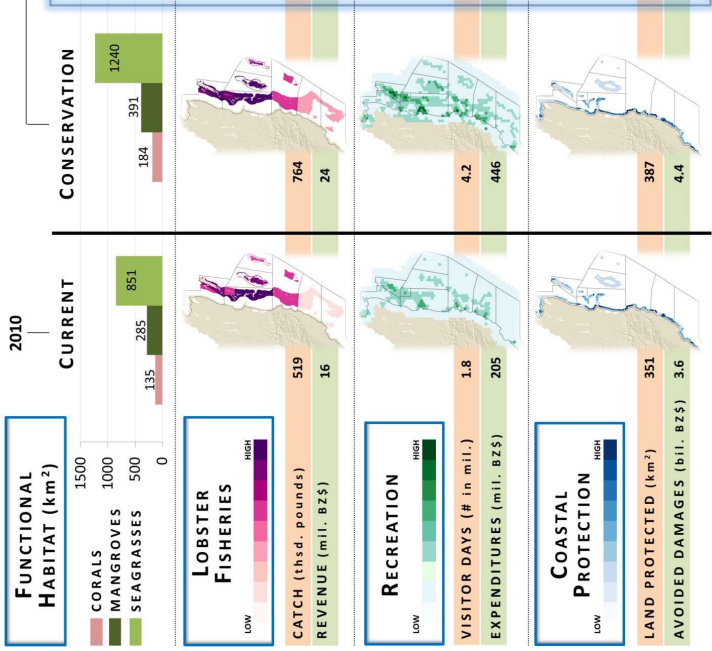 2010
CURRENT
CONSERVATION
FUNCTIONAL
HABITAT (km²)
CORALS
MANGROVES
SEAGRASSES
1500
1000
500
0
135
285
851
184
391
1240
LOBSTER
FISHERIES
LOW
HIGH
CATCH (thsd. pounds)
519
764
REVENUE (mil. BZ$)
16
24
RECREATION
LOW
HIGH
VISITOR DAYS (# in mil.)
1.8
4.2
EXPENDITURES (mil. BZ$)
205
446
COASTAL
PROTECTION
LOW
HIGH
LAND PROTECTED (km²)
351
387
AVOIDED DAMAGES (bil. BZ$)
3.6
4.4